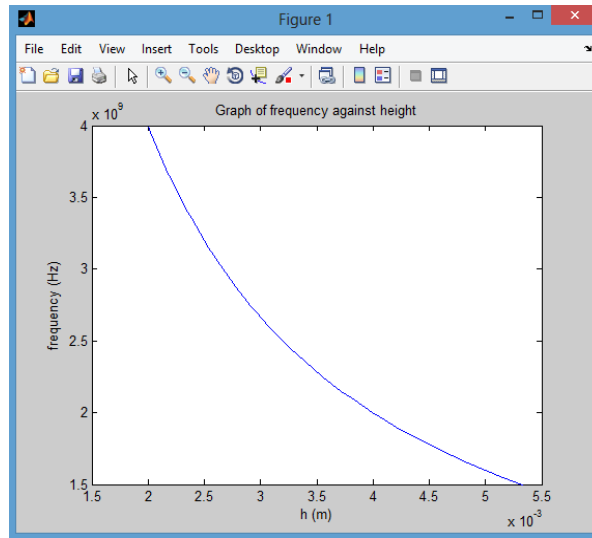 Figure 1
File Edit View Insert Tools Desktop Window Help
x 10^9
Graph of frequency against height
4
3.5
3
2.5
2
1.5
frequency (Hz)
1.5 2 2.5 3 3.5 4 4.5 5 5.5
h (m)
x 10^-3